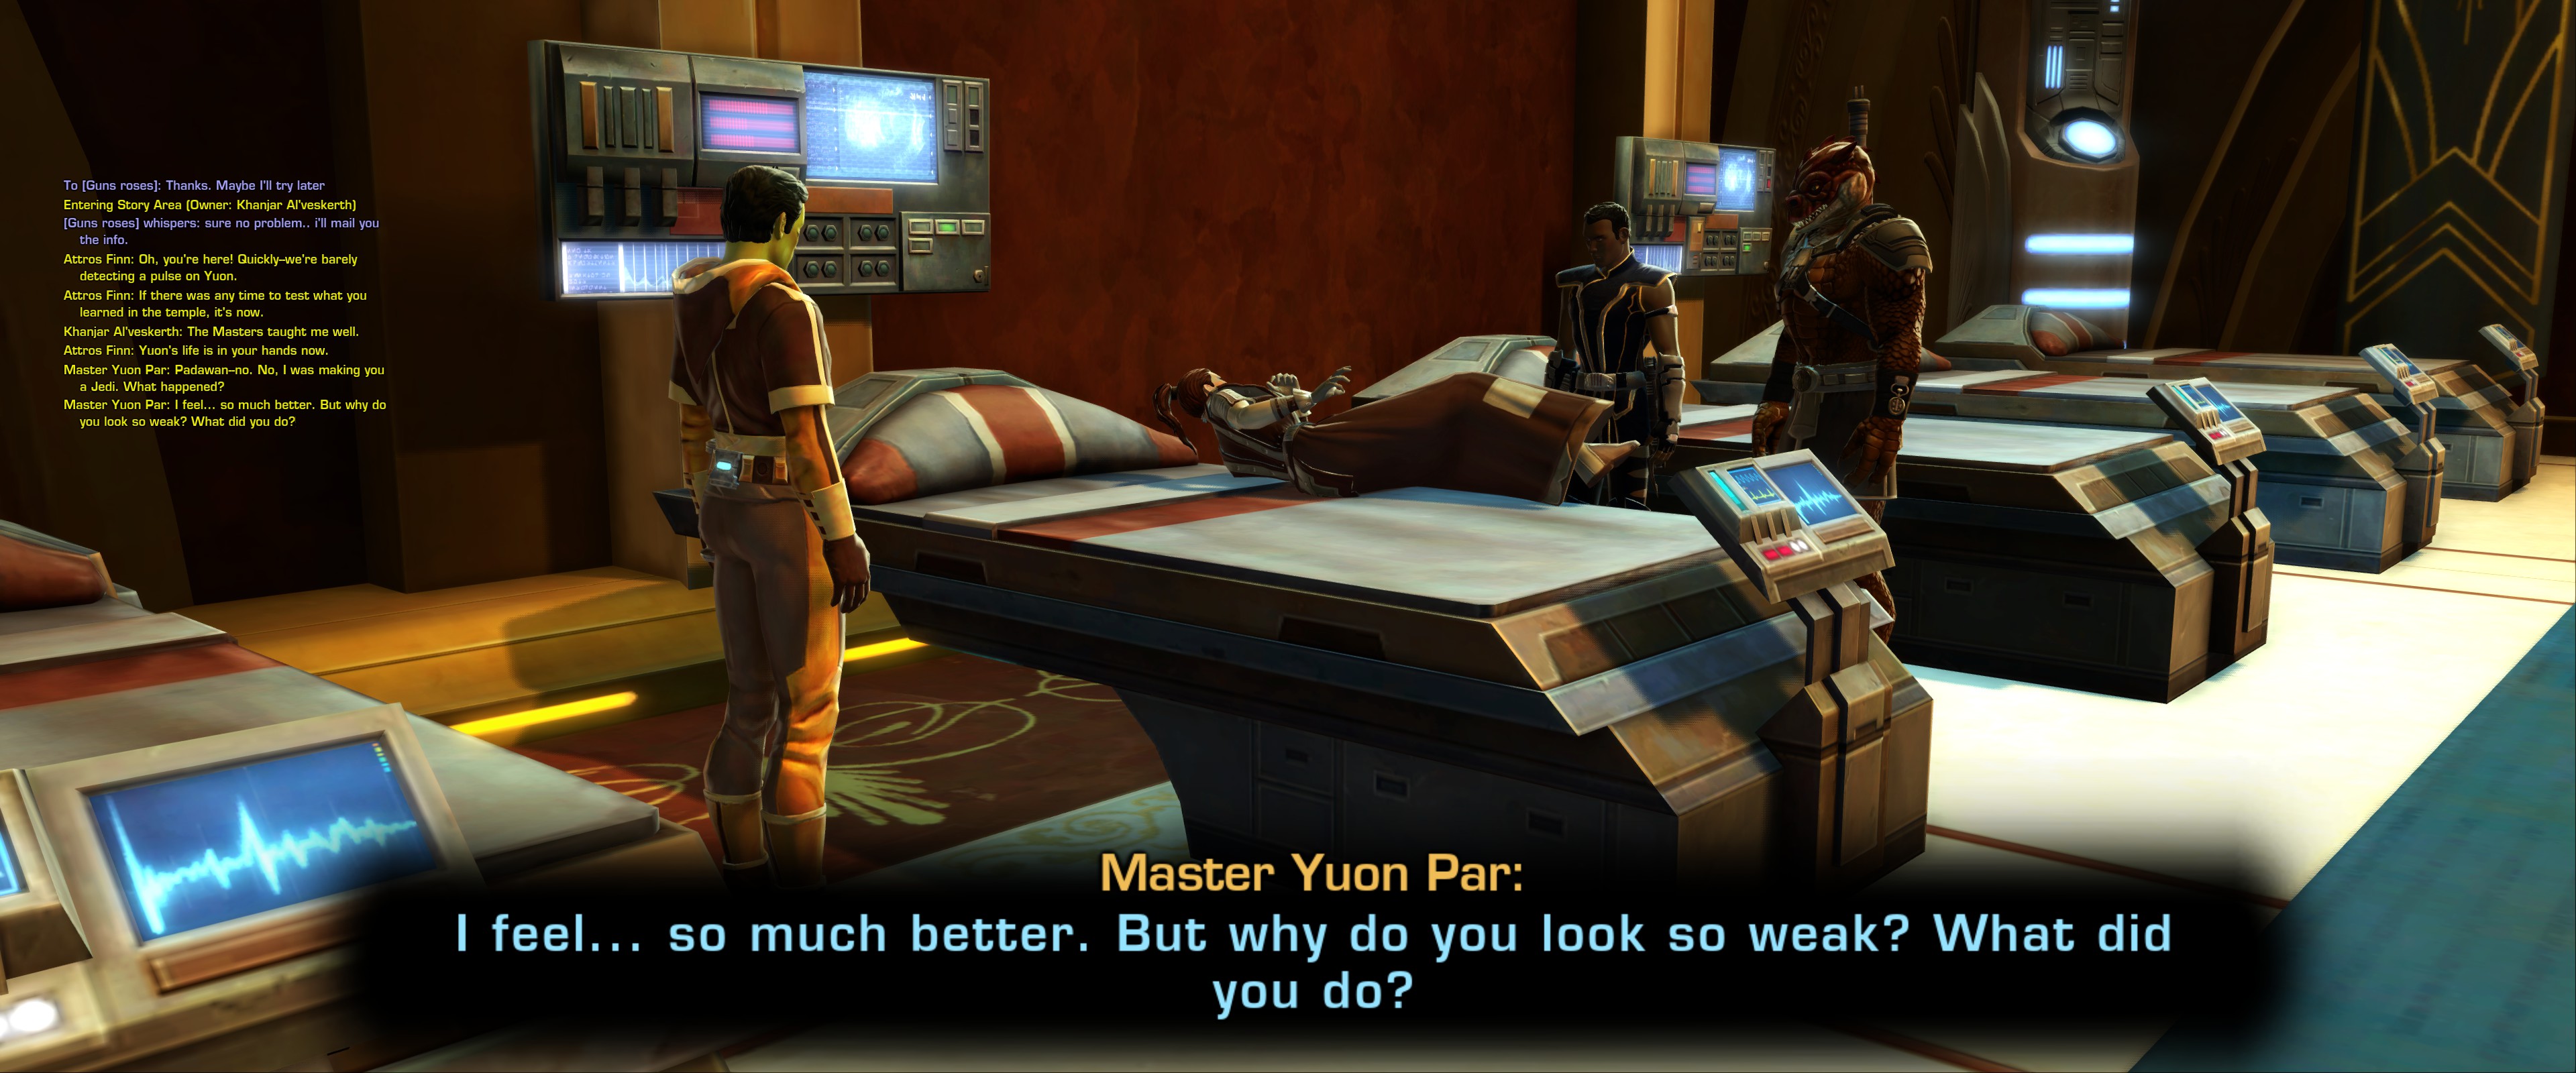 To [Guns roses]: Thanks. Maybe I'll try later
Entering Story Area (Owner: Khanjar Al'veskerth)
[Guns roses] whispers: sure no problem.. i'll mail you
the info.
Attros Finn: Oh, you're here! Quickly–we're barely
detecting a pulse on Yuon.
Attros Finn: If there was any time to test what you
learned in the temple, it's now.
Khanjar Al'veskerth: The Masters taught me well.
Attros Finn: Yuon's life is in your hands now.
Master Yuon Par: Padawan–no. No, I was making you
a Jedi. What happened?
Master Yuon Par: I feel... so much better. But why do
you look so weak? What did you do?
Master Yuon Par:
I feel... so much better. But why do you look so weak? What did
you do?